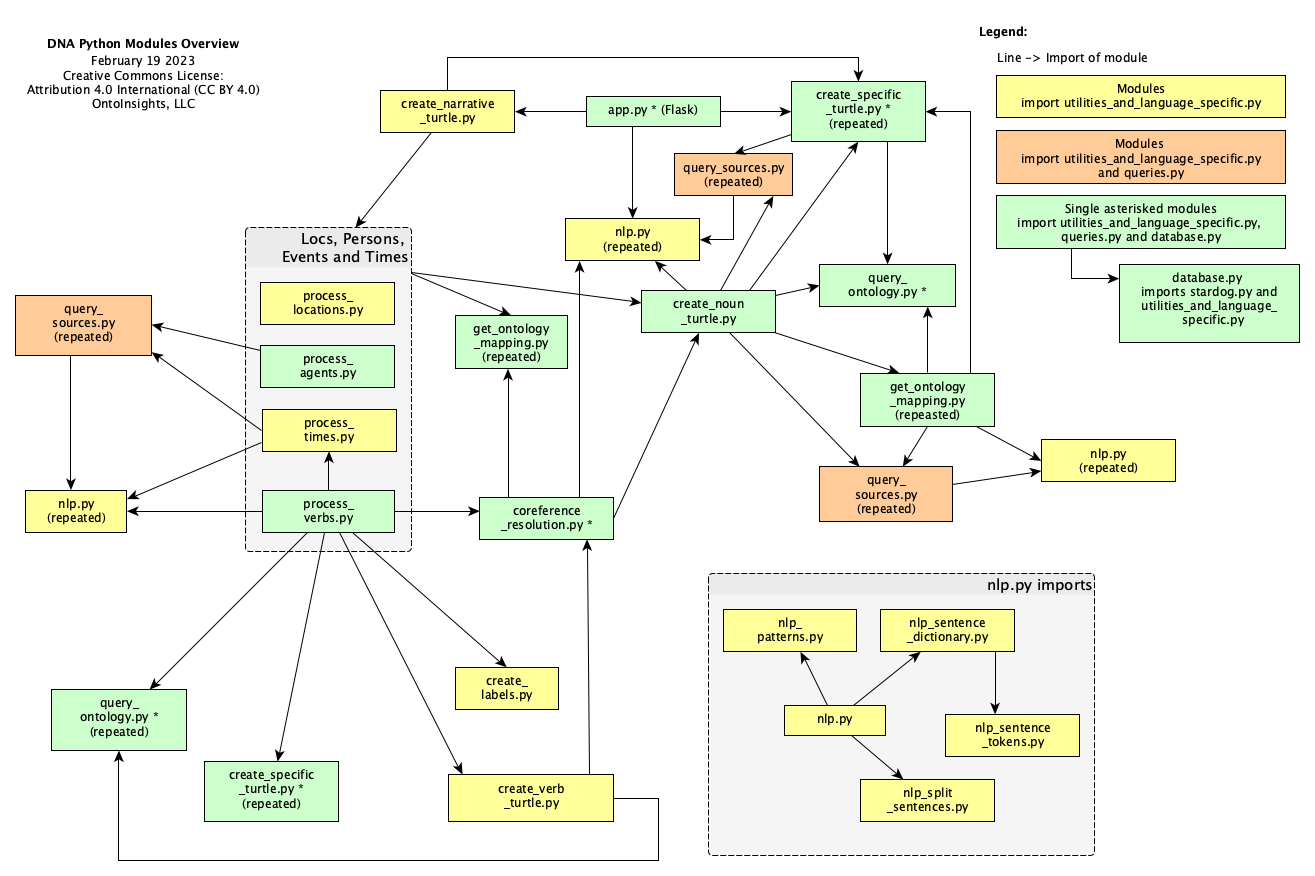 DNA Python Modules Overview
February 19 2023
Creative Commons License:
Attribution 4.0 International (CC BY 4.0)
OntoInsights, LLC
Legend:
Line -> Import of module
Modules
import utilities_and_language_specific.py
Modules
import utilities_and_language_specific.py
and queries.py
Single asterisked modules
import utilities_and_language_specific.py,
queries.py and database.py
database.py
imports stardog.py and
utilities_and_language_
specific.py
create_narrative
_turtle.py
app.py * (Flask)
create_specific
_turtle.py *
(repeated)
query_sources.py
(repeated)
nlp.py
(repeated)
Locs, Persons,
Events and Times
process_
locations.py
process_
agents.py
process_
times.py
process_
verbs.py
query_
sources.py
(repeated)
nlp.py
(repeated)
get_ontology
_mapping.py
(repeated)
create_noun
_turtle.py
query_
ontology.py *
get_ontology
_mapping.py
(repeasted)
nlp.py
(repeated)
query_
sources.py
(repeated)
coreference
_resolution.py *
query_
ontology.py *
(repeated)
create_specific
_turtle.py *
(repeated)
create_
labels.py
create_verb
_turtle.py
nlp.py imports
nlp_
patterns.py
nlp_sentence
_dictionary.py
nlp.py
nlp_sentence
_tokens.py
nlp_split
_sentences.py